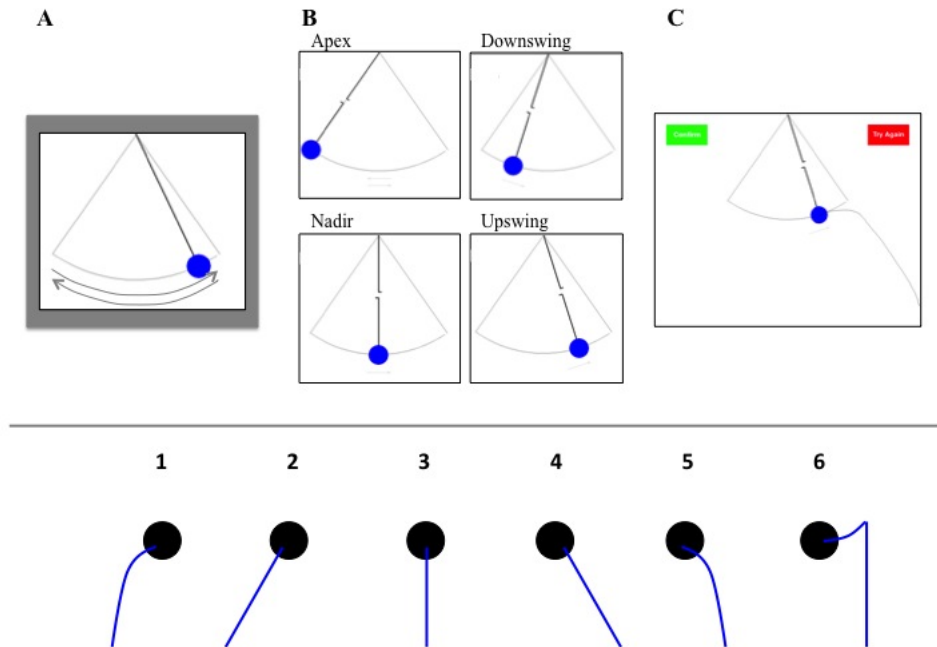 A
B
C
Apex
Downswing
Confirm
Try Again
Nadir
Upswing
1 2 3 4 5 6